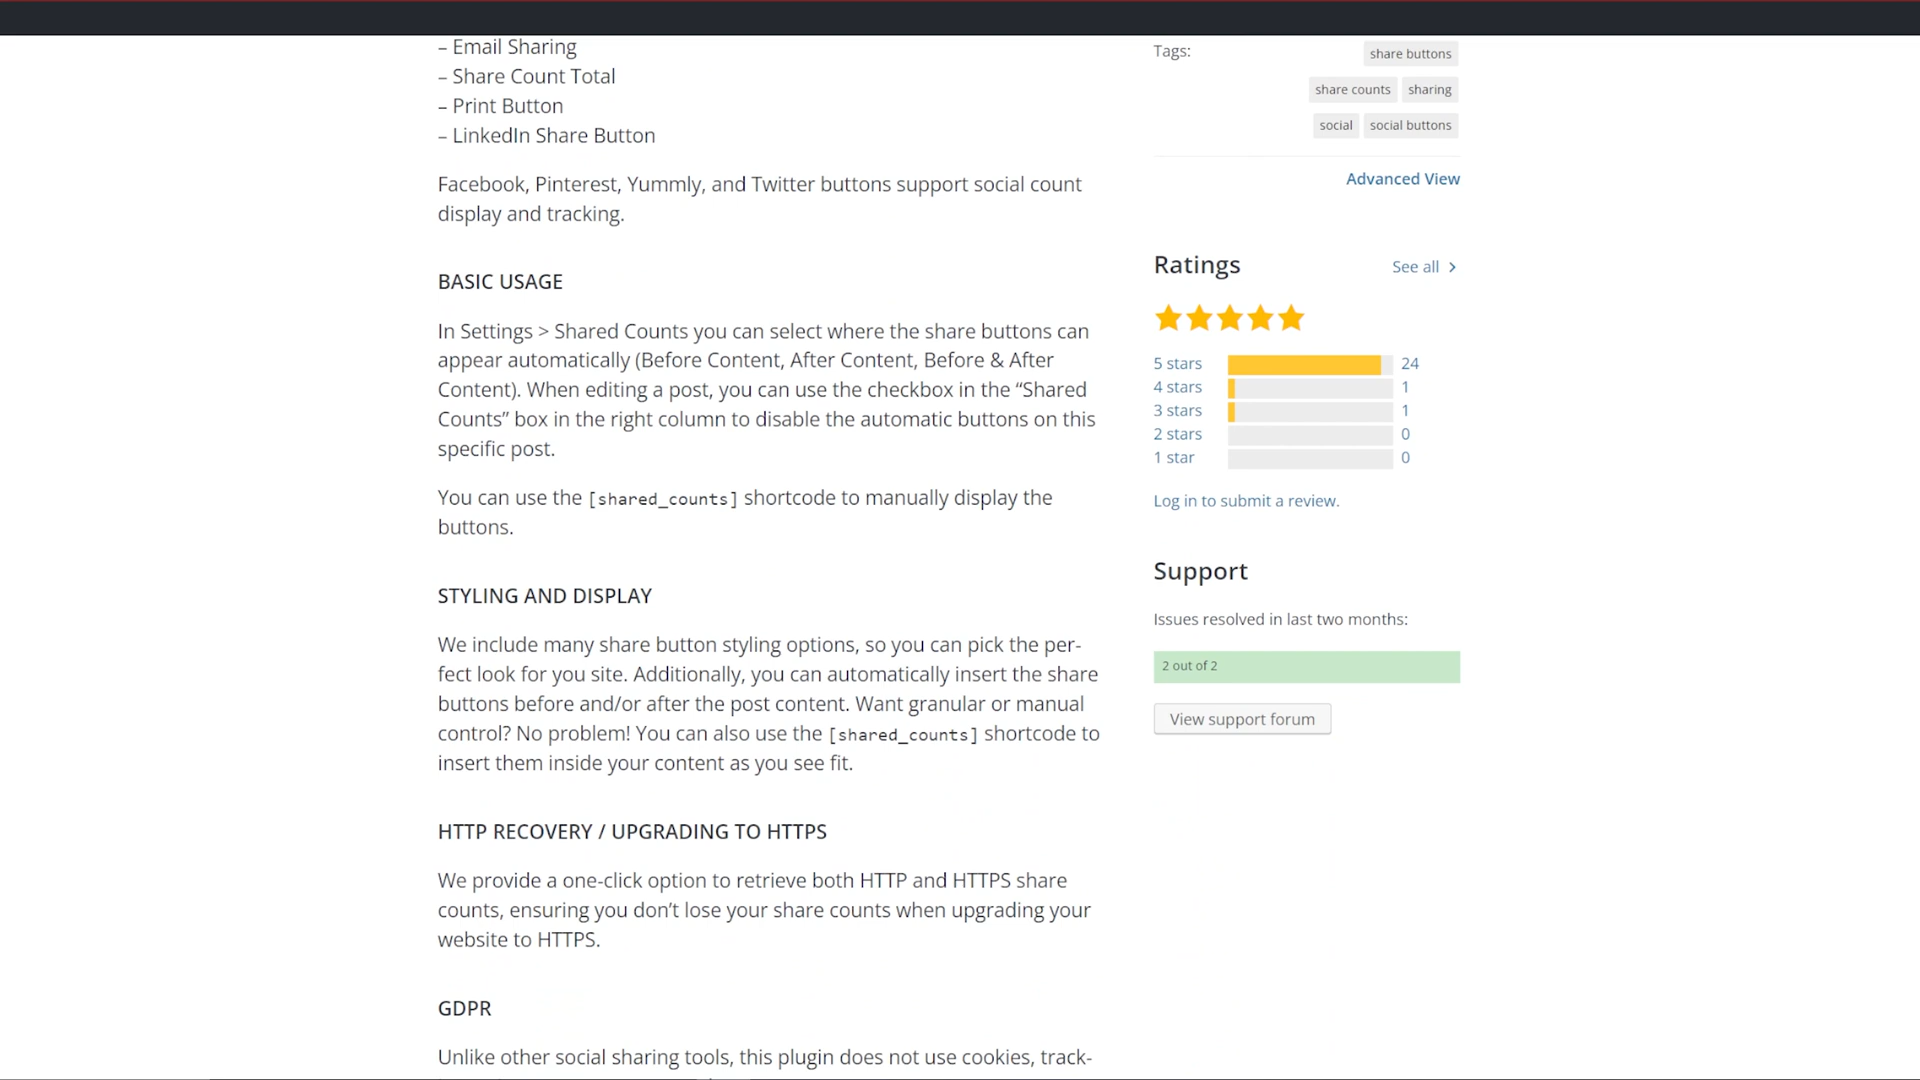 – Email Sharing
– Share Count Total
– Print Button
– LinkedIn Share Button
Facebook, Pinterest, Yummly, and Twitter buttons support social count
display and tracking.
BASIC USAGE
In Settings > Shared Counts you can select where the share buttons can
appear automatically (Before Content, After Content, Before & After
Content). When editing a post, you can use the checkbox in the “Shared
Counts” box in the right column to disable the automatic buttons on this
specific post.
You can use the [shared_counts] shortcode to manually display the
buttons.
STYLING AND DISPLAY
We include many share button styling options, so you can pick the per-
fect look for you site. Additionally, you can automatically insert the share
buttons before and/or after the post content. Want granular or manual
control? No problem! You can also use the [shared_counts] shortcode to
insert them inside your content as you see fit.
HTTP RECOVERY / UPGRADING TO HTTPS
We provide a one-click option to retrieve both HTTP and HTTPS share
counts, ensuring you don’t lose your share counts when upgrading your
website to HTTPS.
GDPR
Unlike other social sharing tools, this plugin does not use cookies, track-
Tags:
share buttons
share counts sharing
social social buttons
Advanced View
Ratings
See all
5 stars 24
4 stars 1
3 stars 1
2 stars 0
1 star 0
Log in to submit a review.
Support
Issues resolved in last two months:
2 out of 2
View support forum